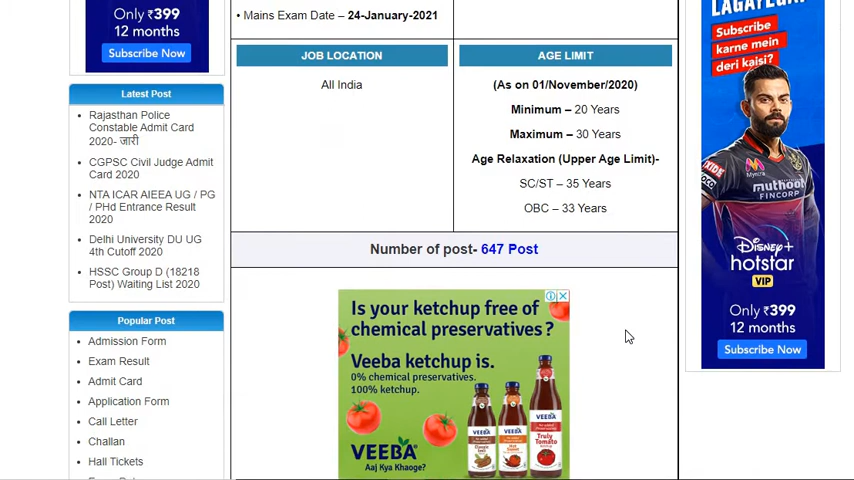 Only ₹399
12 months
Subscribe Now
Latest Post
Rajasthan Police
Constable Admit Card
2020- जारी
CGPSC Civil Judge Admit
Card 2020
NTA ICAR AIEEA UG / PG
/ PHd Entrance Result
2020
Delhi University DU UG
4th Cutoff 2020
HSSC Group D (18218
Post) Waiting List 2020
Popular Post
Admission Form
Exam Result
Admit Card
Application Form
Call Letter
Challan
Hall Tickets
• Mains Exam Date – 24-January-2021
JOB LOCATION
All India
AGE LIMIT
(As on 01/November/2020)
Minimum – 20 Years
Maximum – 30 Years
Age Relaxation (Upper Age Limit)-
SC/ST – 35 Years
OBC – 33 Years
Number of post- 647 Post
Is your ketchup free of
chemical preservatives?
Veeba ketchup is.
0% chemical preservatives.
100% ketchup.
VEEBA
Aaj Kya Khaoge?
VEEBA
VEEBA
VEEBA
Truly
Tomato
Subscribe
karne mein
deri kaisi?
Myntra
muthoot
FINCORP
Disney+
hotstar
VIP
Only ₹399
12 months
Subscribe Now